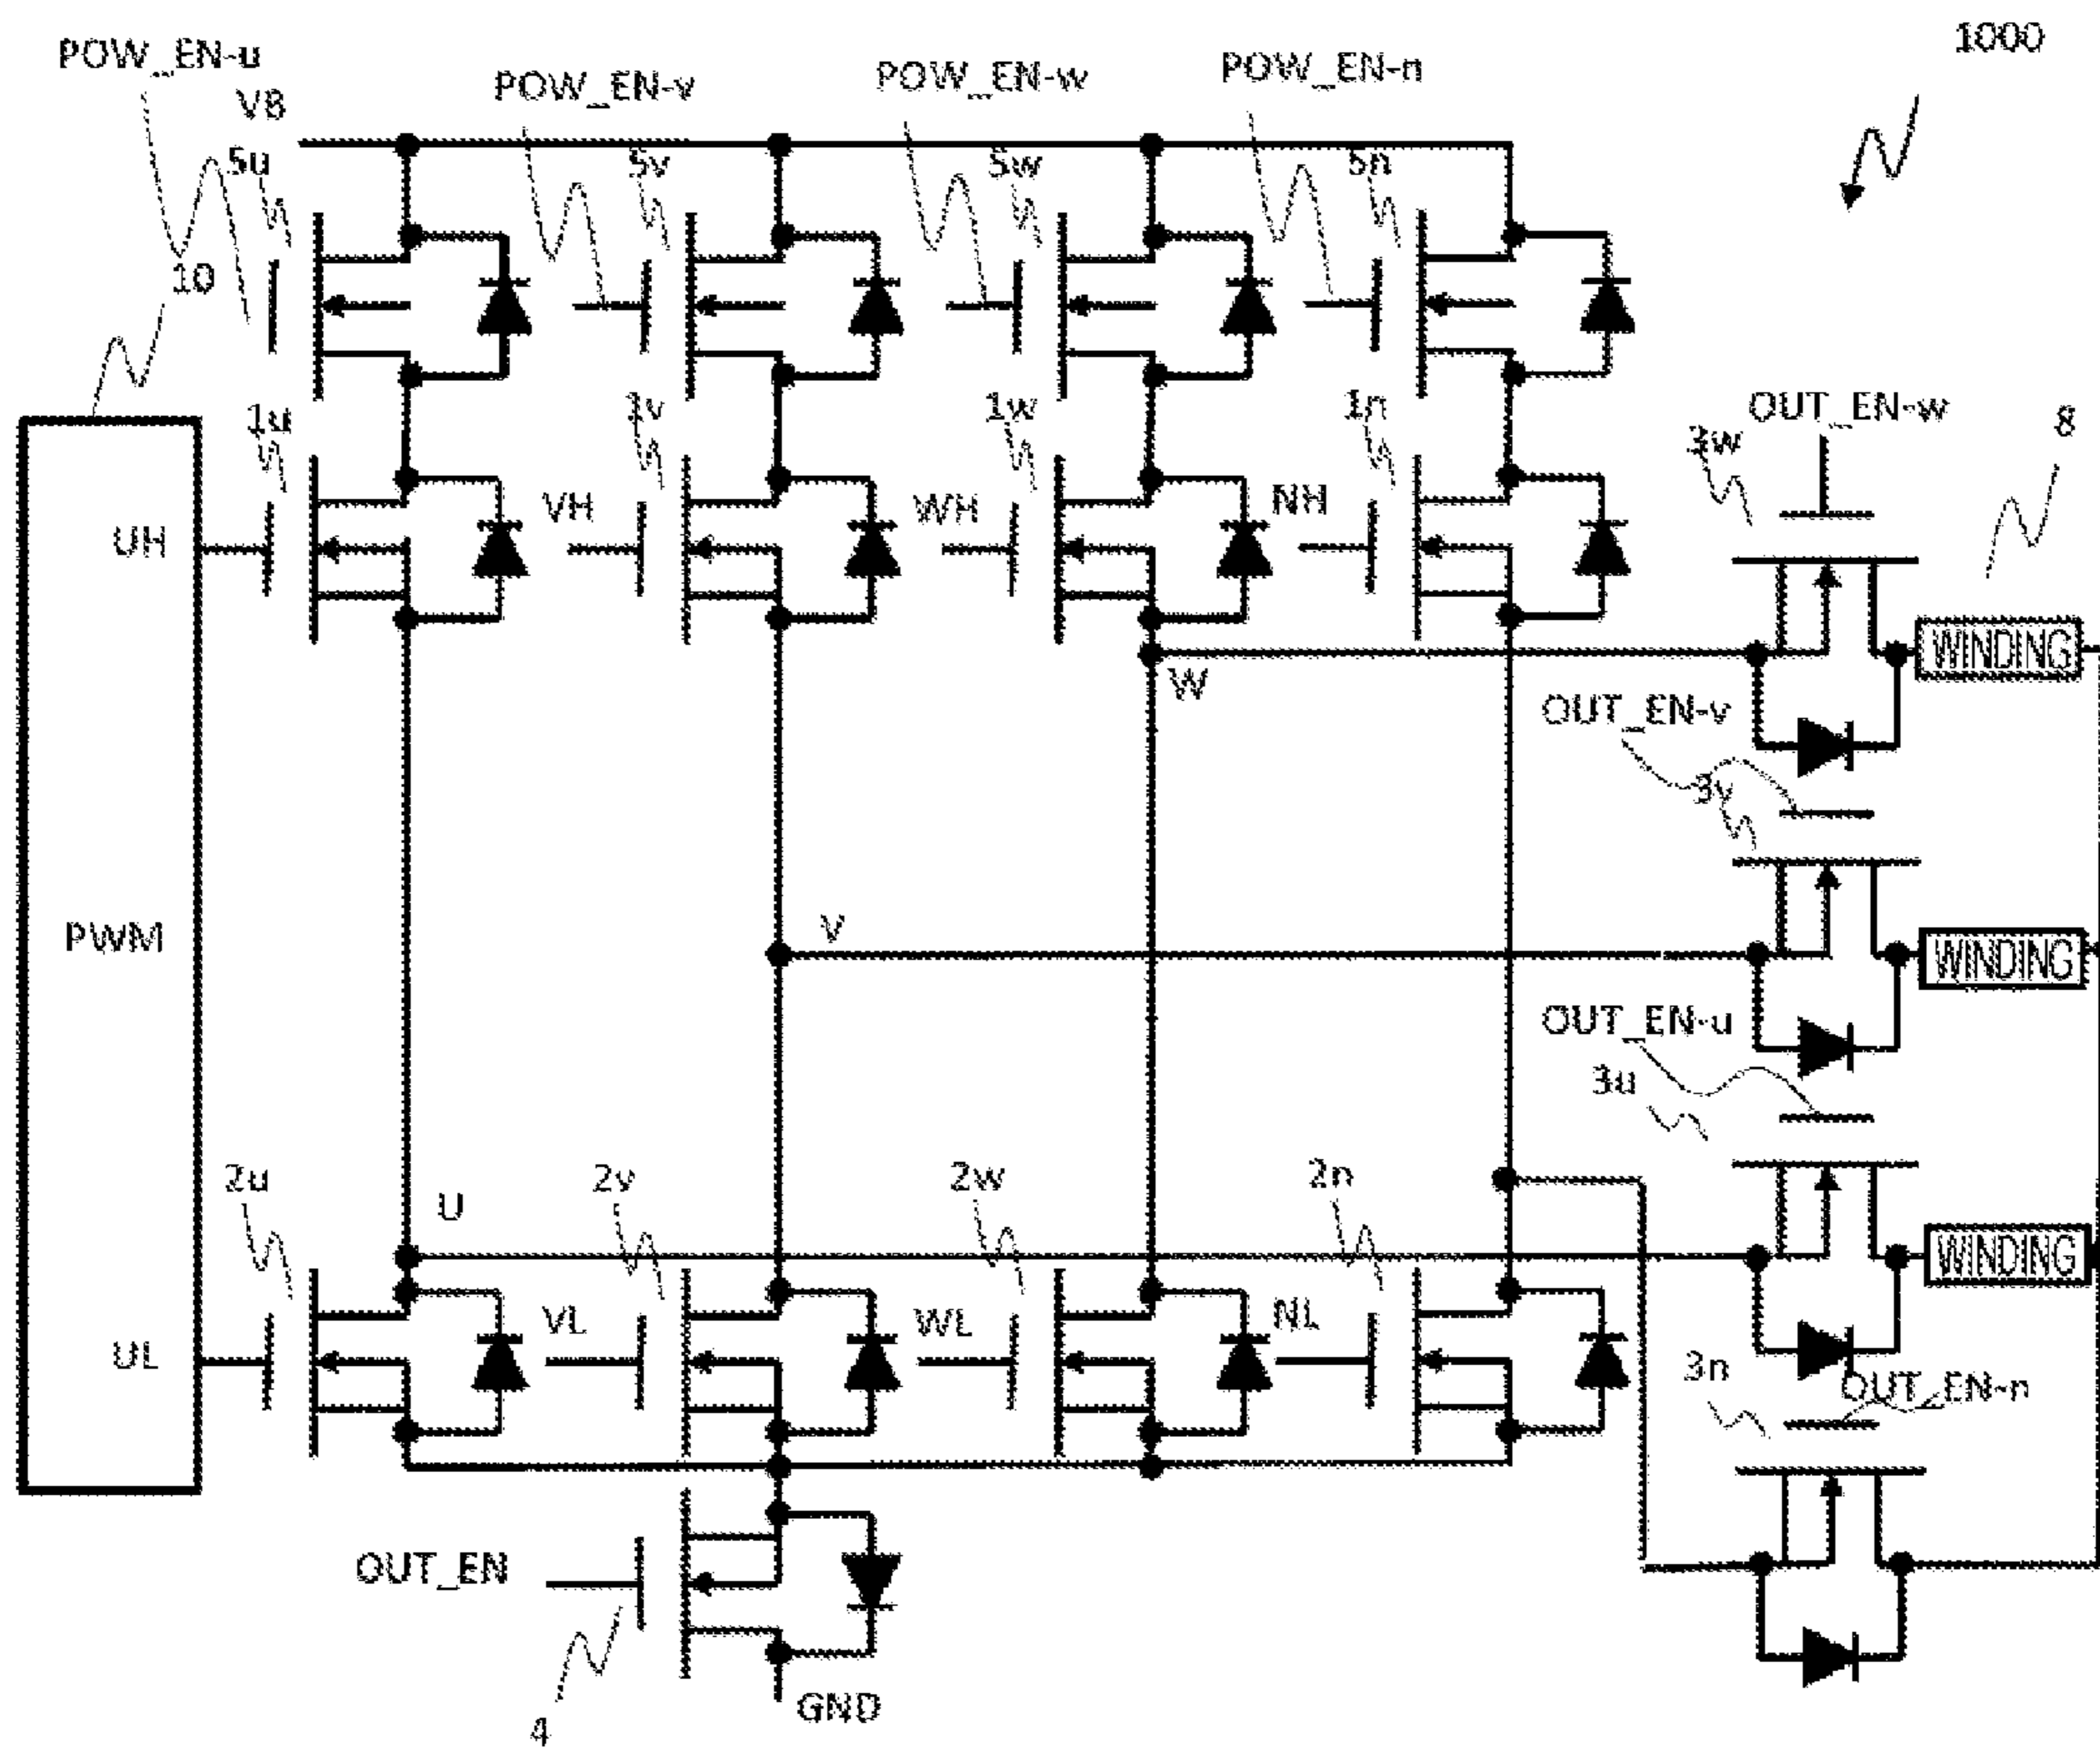 1000
POW_EN-u
POW_EN-v
POW_EN-w
POW_EN-n
VB
5u
5v
5w
5n
10
1u
1v
1w
1n
OUT_EN-w
3w
8
UH
VH
WH
NH
WINDING
W
OUT_EN-v
3v
PWM
V
WINDING
OUT_EN-u
3u
2u
2v
2w
2n
U
WINDING
UL
VL
WL
NL
3n
OUT_EN-n
OUT_EN
4
GND